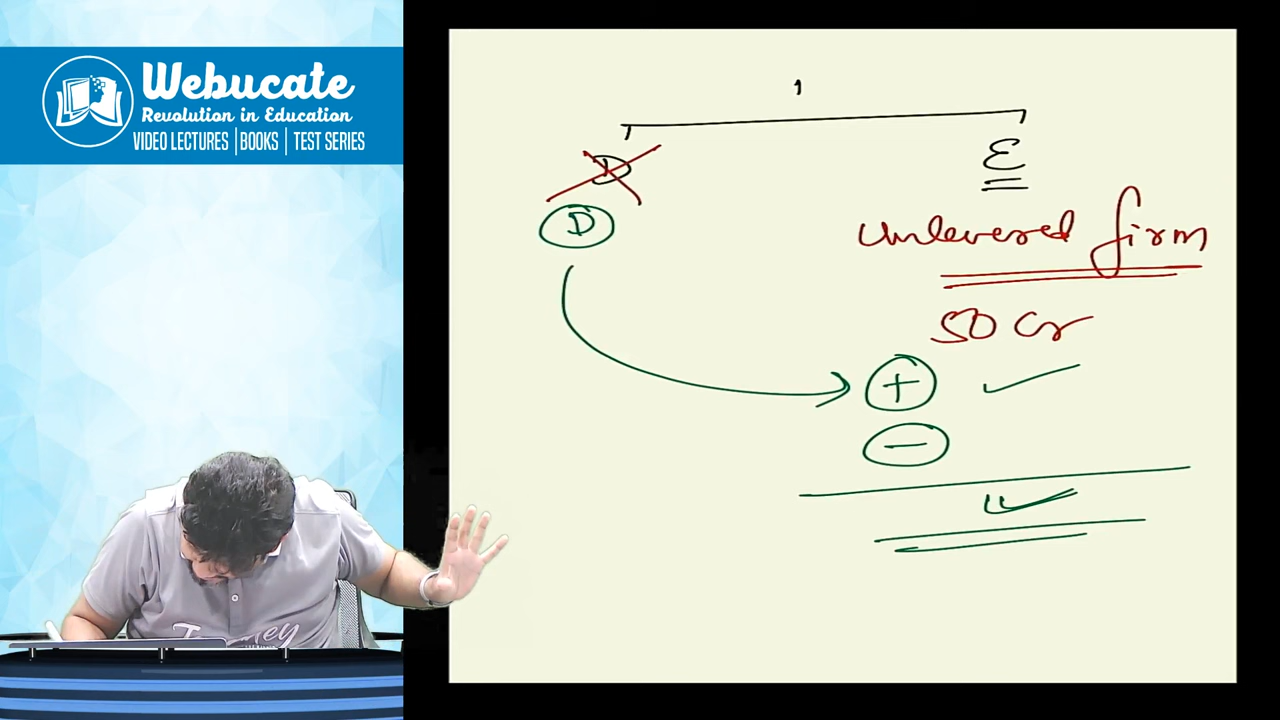 Webucate
Revolution in Education
VIDEO LECTURES | BOOKS | TEST SERIES
D
E
D
unlevered firm
50 Cr
+
-